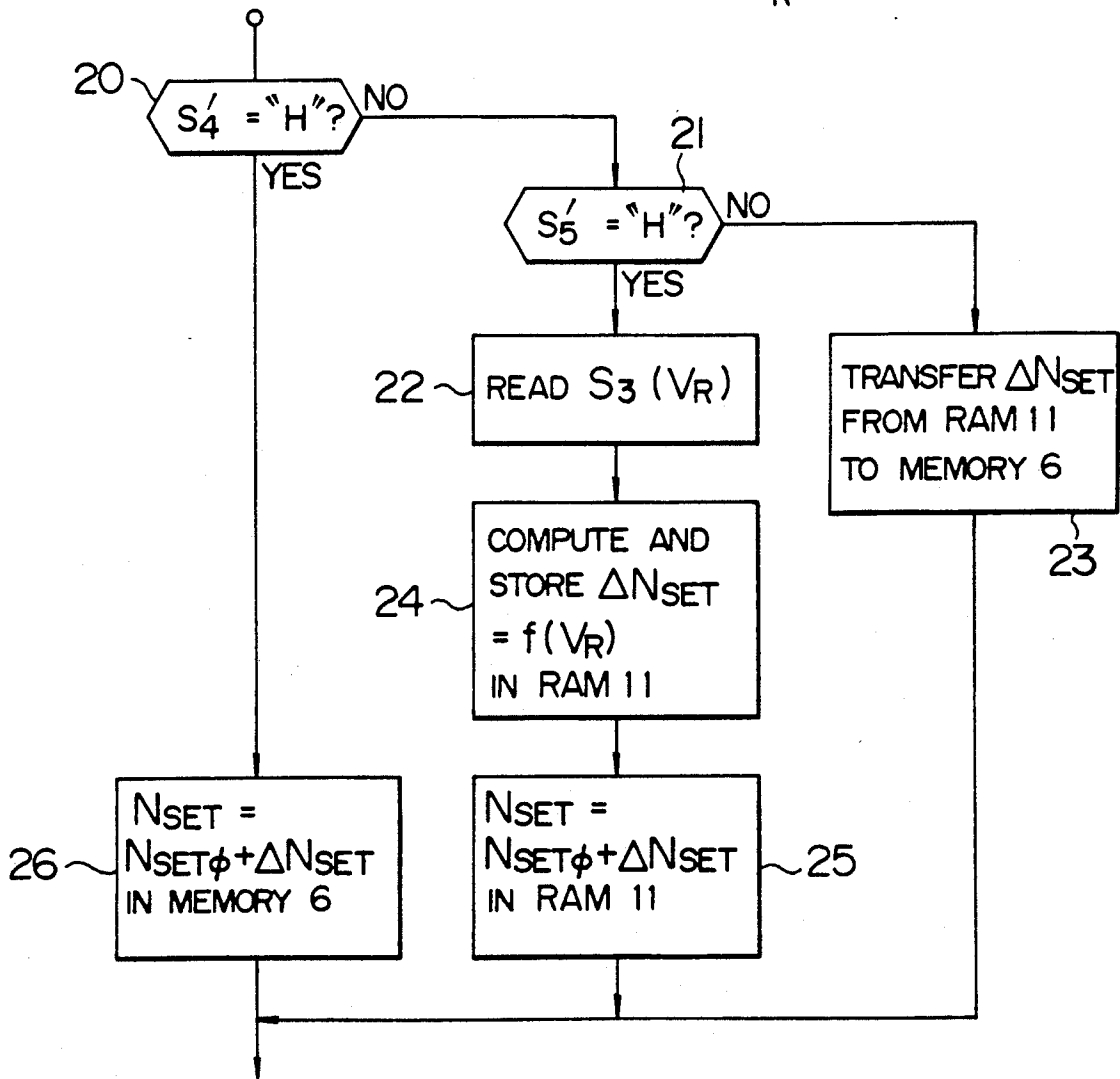 R
20
S4' = "H"?
NO
YES
21
S5' = "H"?
NO
YES
22
READ S3 (VR)
TRANSFER ΔNSET
FROM RAM 11
TO MEMORY 6
23
24
COMPUTE AND
STORE ΔNSET
= f(VR)
IN RAM 11
26
NSET =
NSETφ+ΔNSET
IN MEMORY 6
NSET =
NSETφ+ΔNSET
IN RAM 11
25